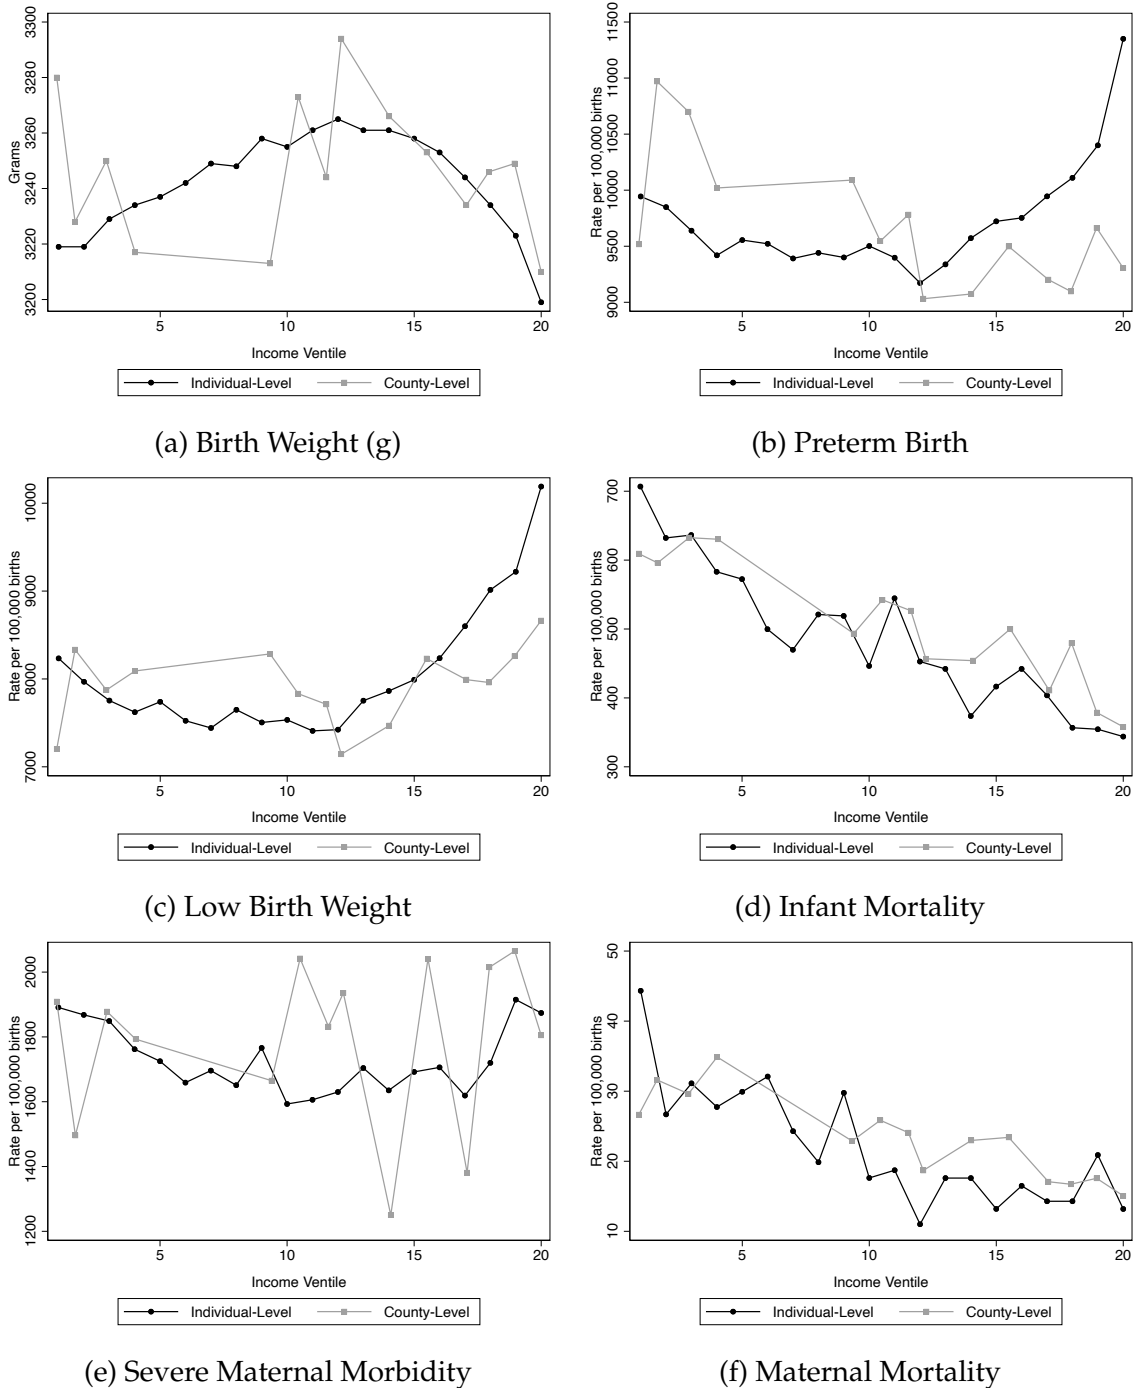 Grams
3200 3220 3240 3260 3280 3300
5 10 15 20
Income Ventile
Individual-Level County-Level
(a) Birth Weight (g)
Rate per 100,000 births
9000 9500 10000 10500 11000 11500
5 10 15 20
Income Ventile
Individual-Level County-Level
(b) Preterm Birth
Rate per 100,000 births
7000 8000 9000 10000
5 10 15 20
Income Ventile
Individual-Level County-Level
(c) Low Birth Weight
Rate per 100,000 births
300 400 500 600 700
5 10 15 20
Income Ventile
Individual-Level County-Level
(d) Infant Mortality
Rate per 100,000 births
1200 1400 1600 1800 2000
5 10 15 20
Income Ventile
Individual-Level County-Level
(e) Severe Maternal Morbidity
Rate per 100,000 births
10 20 30 40 50
5 10 15 20
Income Ventile
Individual-Level County-Level
(f) Maternal Mortality